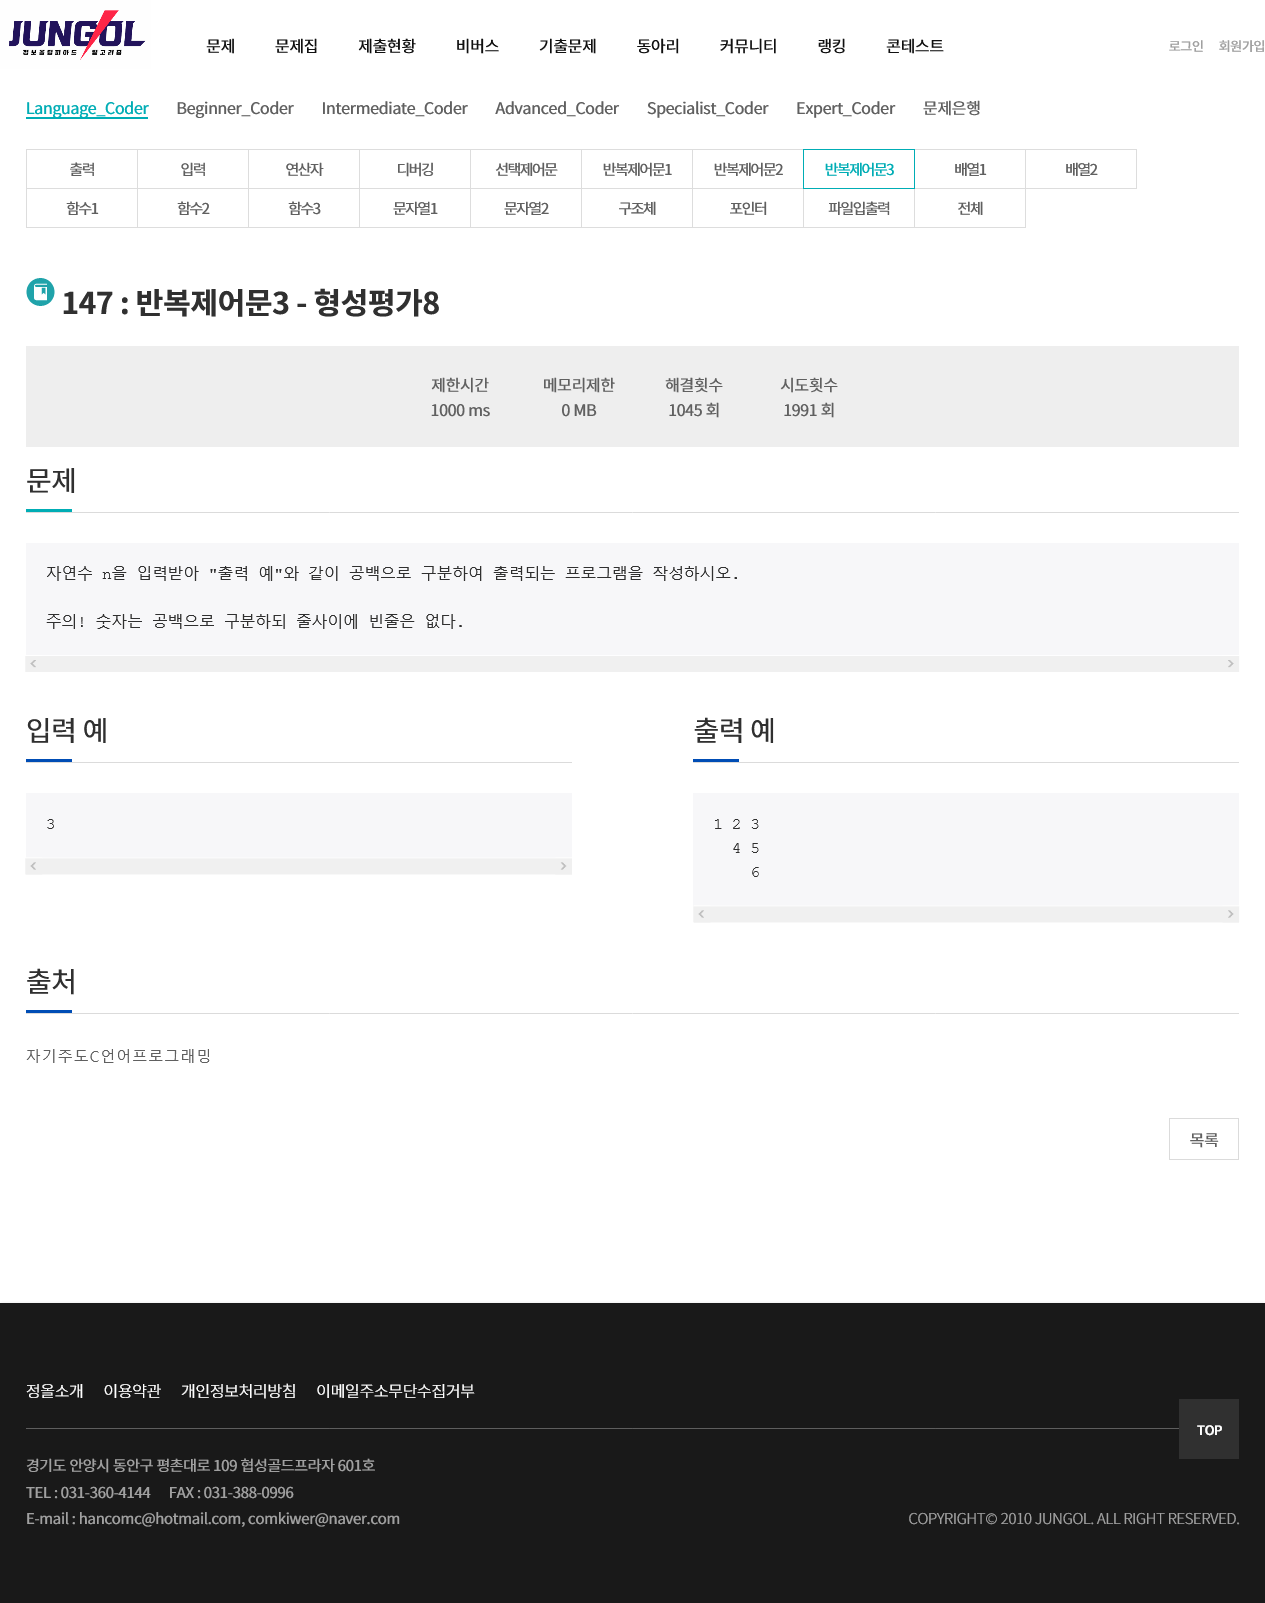 JUNGOL
정보올림피아드 알고리즘
문제 문제집 제출현황 비버스 기출문제 동아리 커뮤니티 랭킹 콘테스트
로그인 회원가입
Language_Coder Beginner_Coder Intermediate_Coder Advanced_Coder Specialist_Coder Expert_Coder 문제은행
출력 입력 연산자 디버깅 선택제어문 반복제어문1 반복제어문2 반복제어문3 배열1 배열2
함수1 함수2 함수3 문자열1 문자열2 구조체 포인터 파일입출력 전체
147 : 반복제어문3 - 형성평가8
제한시간 메모리제한 해결횟수 시도횟수
1000 ms 0 MB 1045 회 1991 회
문제
자연수 n을 입력받아 "출력 예"와 같이 공백으로 구분하여 출력되는 프로그램을 작성하시오.
주의! 숫자는 공백으로 구분하되 줄사이에 빈줄은 없다.
입력 예
3
출력 예
1 2 3
  4 5
    6
출처
자기주도C언어프로그래밍
목록
정올소개 이용약관 개인정보처리방침 이메일주소무단수집거부
TOP
경기도 안양시 동안구 평촌대로 109 협성골드프라자 601호
TEL : 031-360-4144 FAX : 031-388-0996
E-mail : hancomc@hotmail.com, comkiwer@naver.com
COPYRIGHT© 2010 JUNGOL. ALL RIGHT RESERVED.